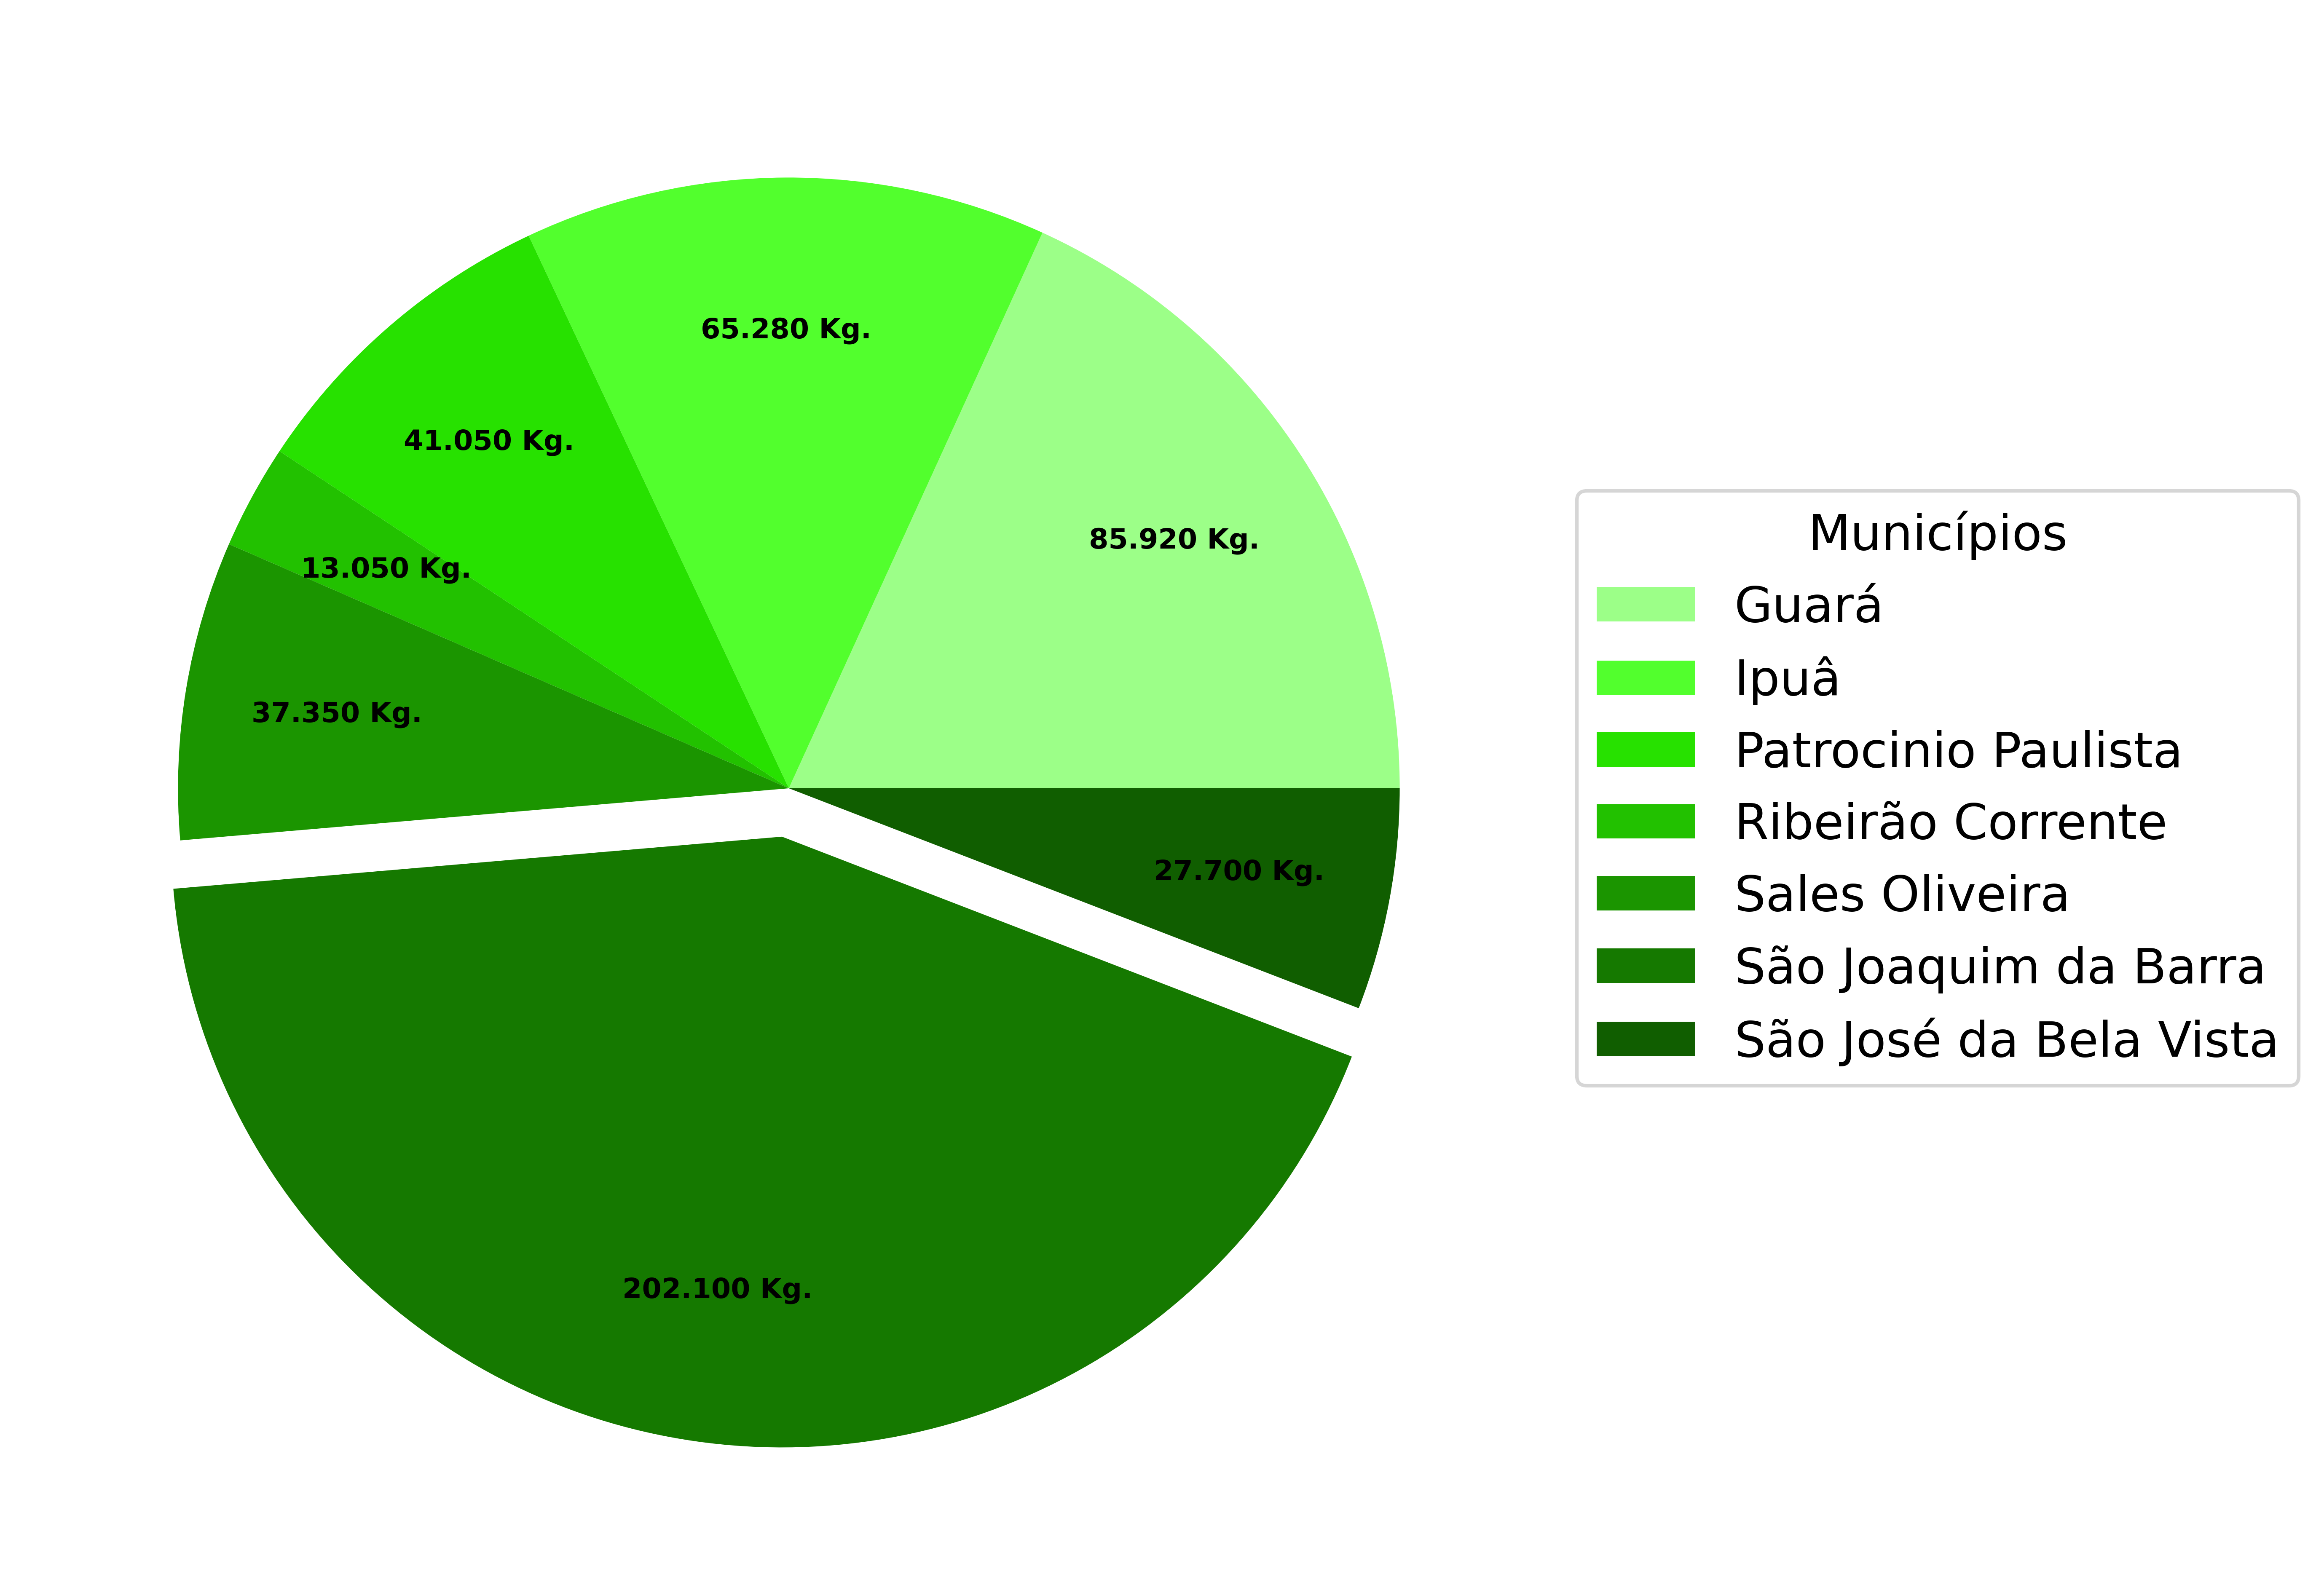 65.280 Kg.
41.050 Kg.
85.920 Kg.
13.050 Kg.
37.350 Kg.
27.700 Kg.
202.100 Kg.
Municípios
Guará
Ipuâ
Patrocinio Paulista
Ribeirão Corrente
Sales Oliveira
São Joaquim da Barra
São José da Bela Vista